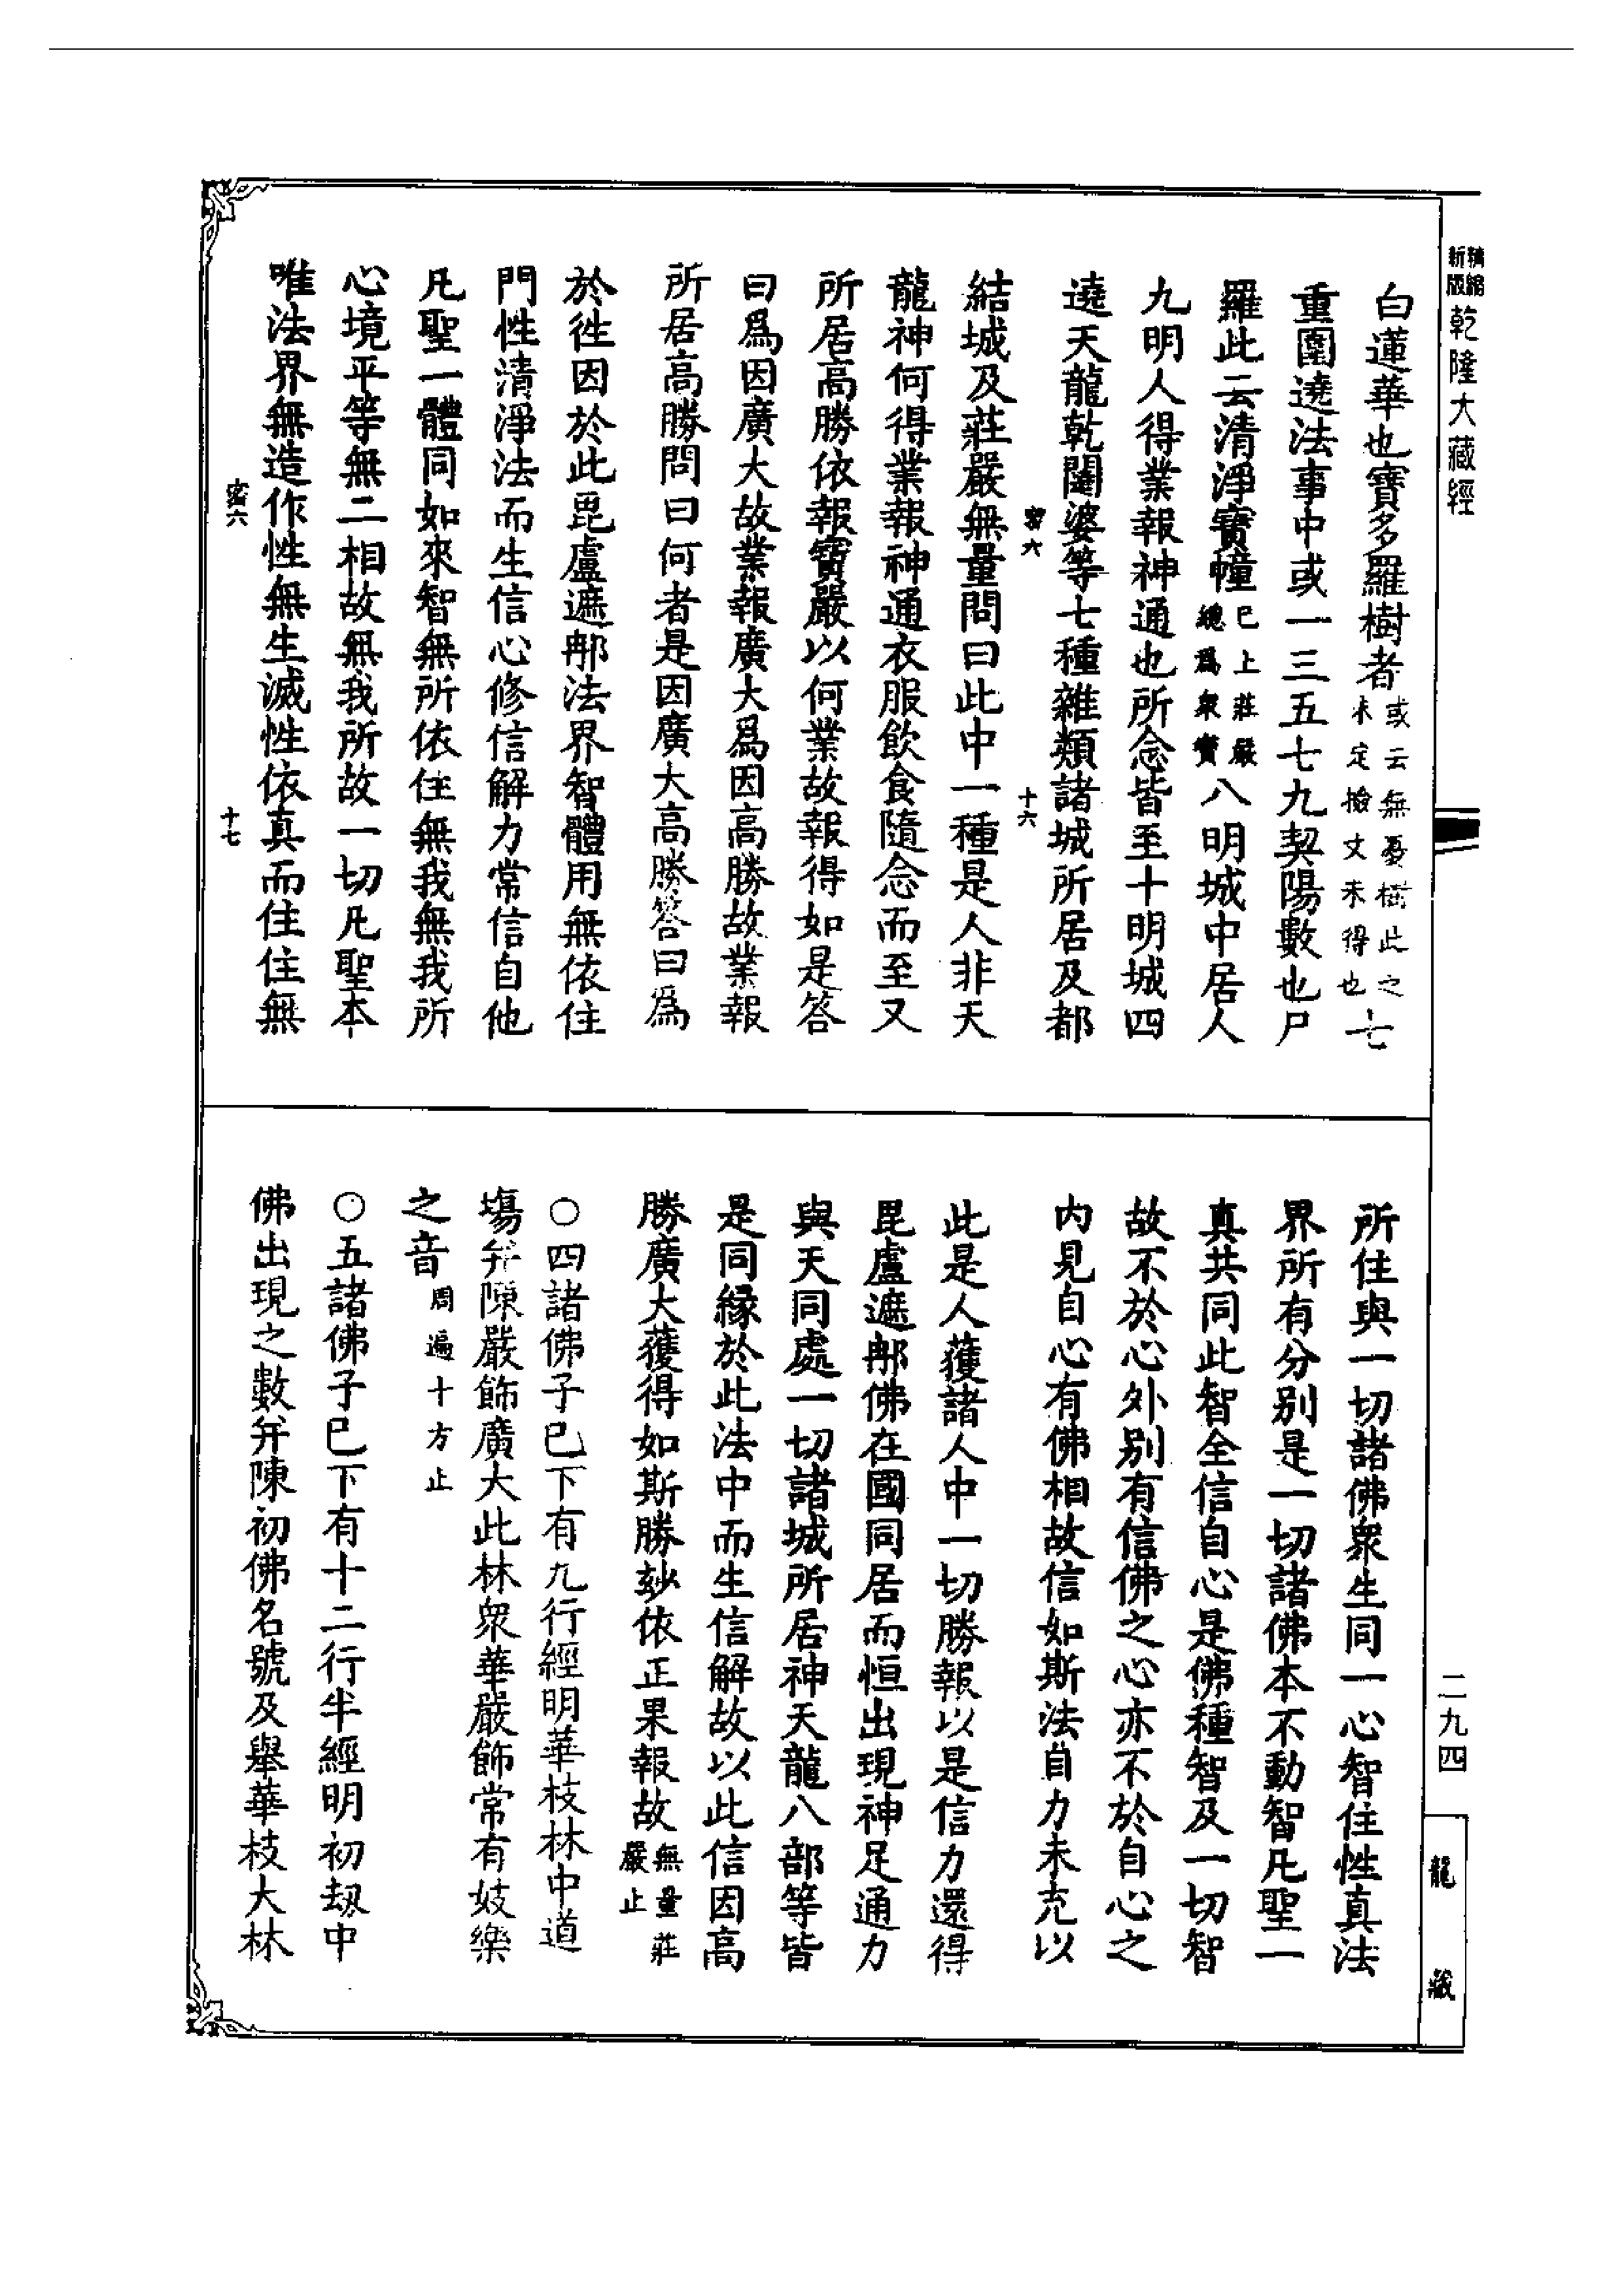 精縮新版乾隆大藏經
白蓮華也寶多羅樹者或云無憂樹此之未定撿文未得也七
重圍遶法事中或一三五七九契陽數也尸
羅此云清淨寶幢已上莊嚴總爲衆寶八明城中居人
九明人得業報神通也所念皆至十明城四
遶天龍乾闥婆等七種雜類諸城所居及都
密六 十六
結城及莊嚴無量問曰此中一種是人非天
龍神何得業報神通衣服飲食隨念而至又
所居高勝依報寶嚴以何業故報得如是答
曰爲因廣大故業報廣大爲因高勝故業報
所居高勝問曰何者是因廣大高勝答曰爲
於徃因於此毘盧遮那法界智體用無依住
門性清淨法而生信心修信解力常信自他
凡聖一體同如來智無所依住無我無我所
心境平等無二相故無我所故一切凡聖本
唯法界無造作性無生滅性依真而住住無
密六 十七
所住與一切諸佛衆生同一心智住性真法
界所有分别是一切諸佛本不動智凡聖一
真共同此智全信自心是佛種智及一切智
故不於心外别有信佛之心亦不於自心之
内見自心有佛相故信如斯法自力未充以
此是人獲諸人中一切勝報以是信力還得
毘盧遮那佛在國同居而恒出現神足通力
與天同處一切諸城所居神天龍八部等皆
是同緣於此法中而生信解故以此信因高
勝廣大獲得如斯勝妙依正果報故無量莊嚴止
○四諸佛子已下有九行經明華枝林中道
塲并陳嚴飾廣大此林衆華嚴飾常有妓樂
之音周遍十方止
○五諸佛子已下有十二行半經明初刼中
佛出現之數并陳初佛名號及舉華枝大林
二九四
龍藏